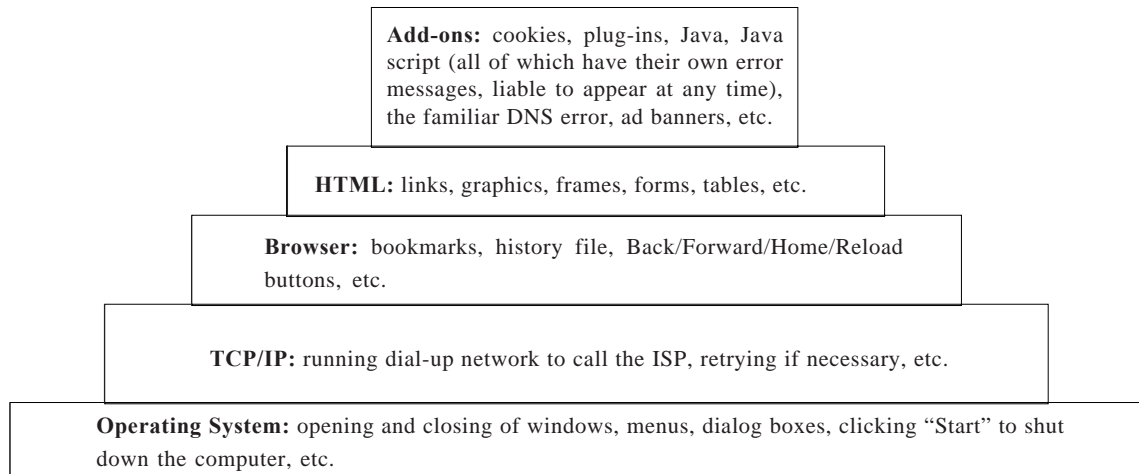 Add-ons: cookies, plug-ins, Java, Java
script (all of which have their own error
messages, liable to appear at any time),
the familiar DNS error, ad banners, etc.
HTML: links, graphics, frames, forms, tables, etc.
Browser: bookmarks, history file, Back/Forward/Home/Reload
buttons, etc.
TCP/IP: running dial-up network to call the ISP, retrying if necessary, etc.
Operating System: opening and closing of windows, menus, dialog boxes, clicking “Start” to shut
down the computer, etc.